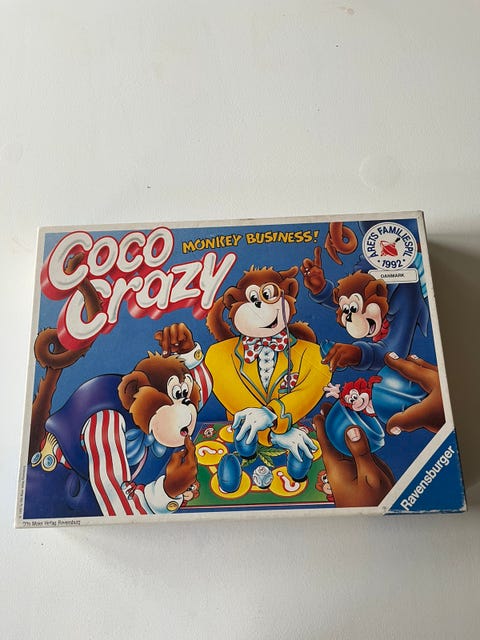 Coco
Crazy
MONKEY BUSINESS!
ÅRETS FAMILIESPIL
1992
DANMARK
?
?
Ravensburger